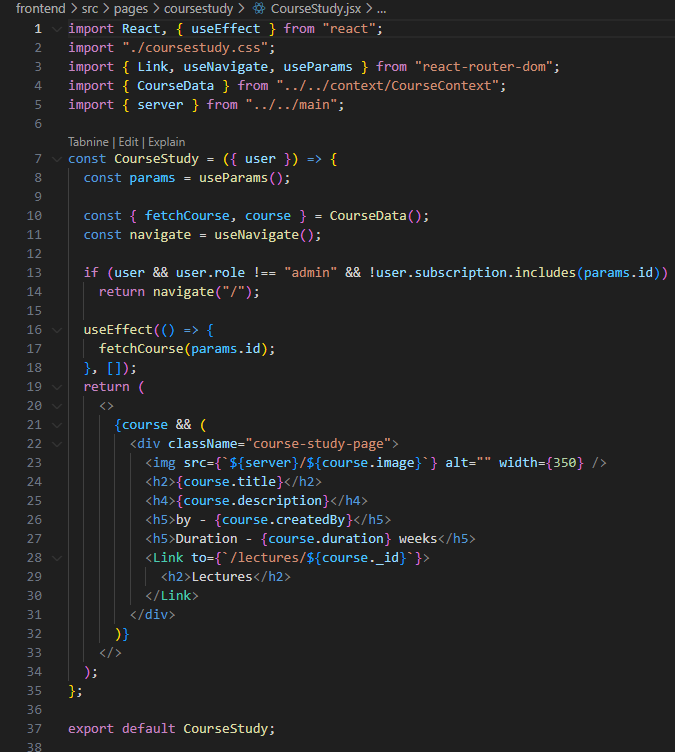 frontend > src > pages > coursestudy > CourseStudy.jsx > ...
1 import React, { useEffect } from "react";
2 import "./coursestudy.css";
3 import { Link, useNavigate, useParams } from "react-router-dom";
4 import { CourseData } from "../../context/CourseContext";
5 import { server } from "../../main";
6
Tabnine | Edit | Explain
7 const CourseStudy = ({ user }) => {
8   const params = useParams();
9
10   const { fetchCourse, course } = CourseData();
11   const navigate = useNavigate();
12
13   if (user && user.role !== "admin" && !user.subscription.includes(params.id))
14     return navigate("/");
15
16   useEffect(() => {
17     fetchCourse(params.id);
18   }, []);
19   return (
20     <>
21       {course && (
22         <div className="course-study-page">
23           <img src={`${server}/${course.image}`} alt="" width={350} />
24           <h2>{course.title}</h2>
25           <h4>{course.description}</h4>
26           <h5>by - {course.createdBy}</h5>
27           <h5>Duration - {course.duration} weeks</h5>
28           <Link to={`/lectures/${course._id}`}>
29             <h2>Lectures</h2>
30           </Link>
31         </div>
32       )}
33     </>
34   );
35 };
36
37 export default CourseStudy;
38